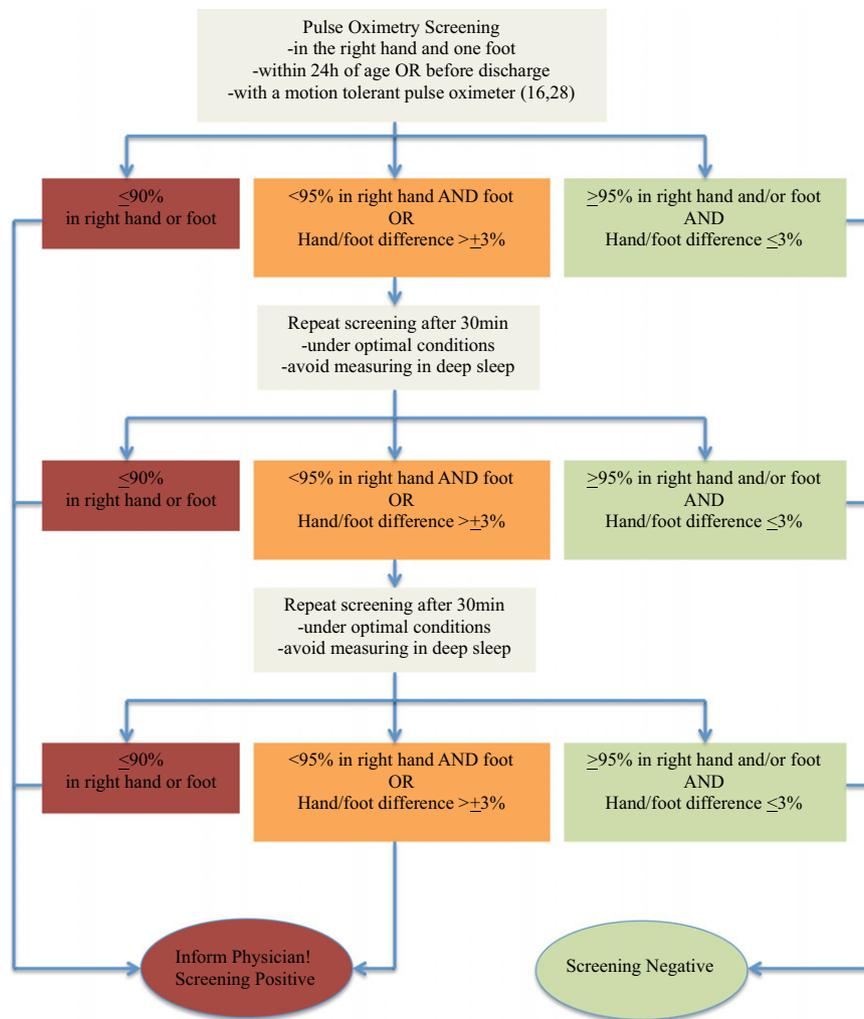 Pulse Oximetry Screening
-in the right hand and one foot
-within 24h of age OR before discharge
-with a motion tolerant pulse oximeter (16,28)
≤90%
in right hand or foot
<95% in right hand AND foot
OR
Hand/foot difference >±3%
≥95% in right hand and/or foot
AND
Hand/foot difference ≤3%
Repeat screening after 30min
-under optimal conditions
-avoid measuring in deep sleep
≤90%
in right hand or foot
<95% in right hand AND foot
OR
Hand/foot difference >±3%
≥95% in right hand and/or foot
AND
Hand/foot difference ≤3%
Repeat screening after 30min
-under optimal conditions
-avoid measuring in deep sleep
≤90%
in right hand or foot
<95% in right hand AND foot
OR
Hand/foot difference >±3%
≥95% in right hand and/or foot
AND
Hand/foot difference ≤3%
Inform Physician!
Screening Positive
Screening Negative